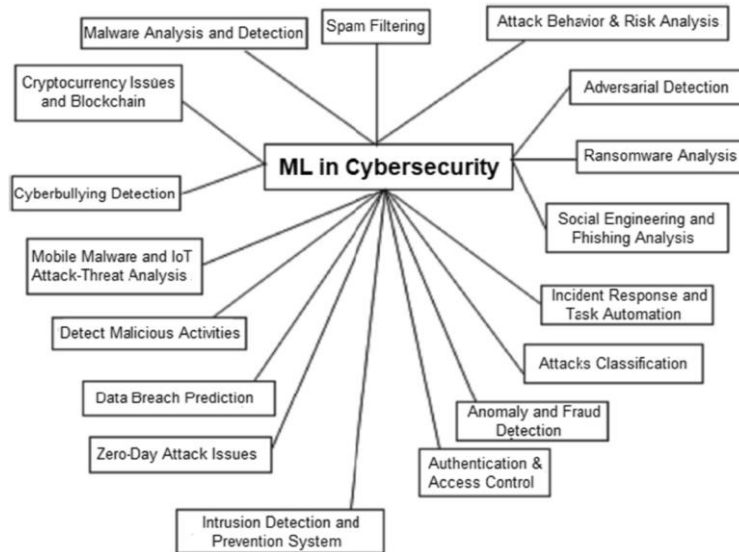 Malware Analysis and Detection
Spam Filtering
Attack Behavior & Risk Analysis
Cryptocurrency Issues
and Blockchain
Adversarial Detection
ML in Cybersecurity
Ransomware Analysis
Cyberbullying Detection
Social Engineering and
Fhishing Analysis
Mobile Malware and IoT
Attack-Threat Analysis
Incident Response and
Task Automation
Detect Malicious Activities
Attacks Classification
Data Breach Prediction
Anomaly and Fraud
Detection
Zero-Day Attack Issues
Authentication &
Access Control
Intrusion Detection and
Prevention System